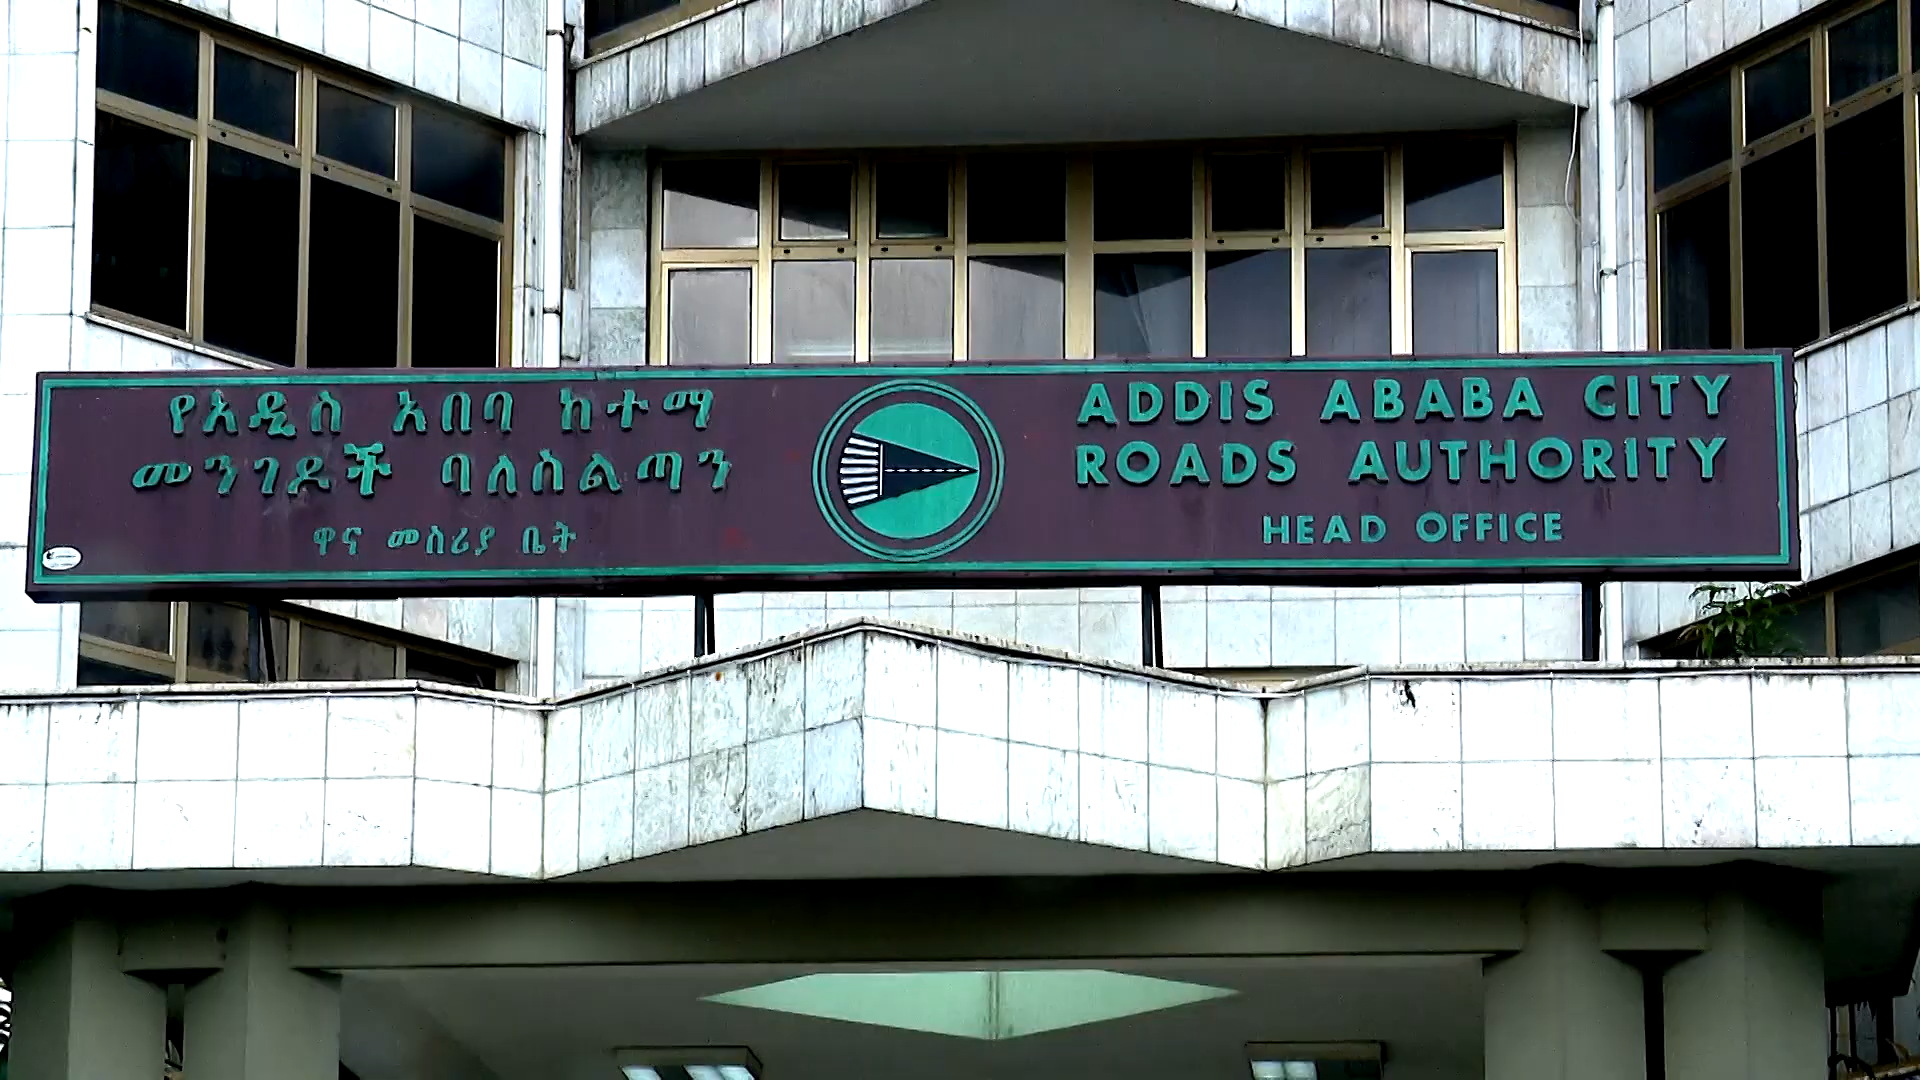 የአዲስ አበባ ከተማ
መንገዶች ባለስልጣን
ዋና መስሪያ ቤት
ADDIS ABABA CITY
ROADS AUTHORITY
HEAD OFFICE